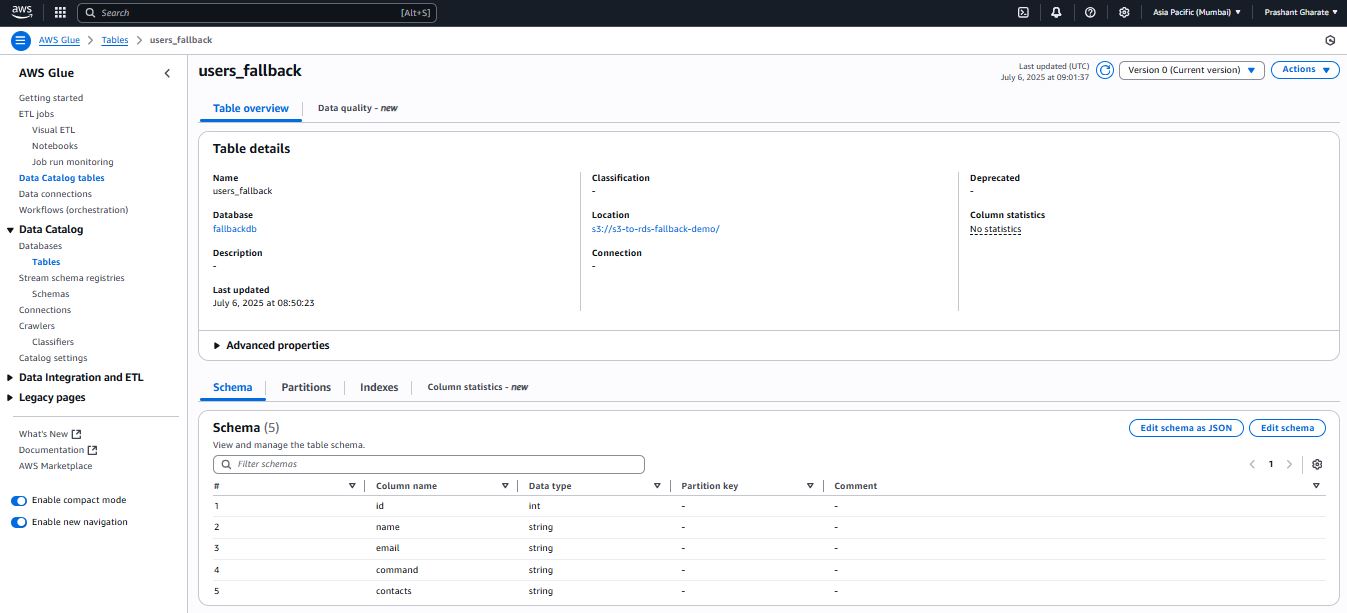 aws
Search [Alt+S]
Asia Pacific (Mumbai)
Prashant Gharate
AWS Glue
Tables
users_fallback
AWS Glue
Getting started
ETL jobs
Visual ETL
Notebooks
Job run monitoring
Data Catalog tables
Data connections
Workflows (orchestration)
Data Catalog
Databases
Tables
Stream schema registries
Schemas
Connections
Crawlers
Classifiers
Catalog settings
Data Integration and ETL
Legacy pages
What's New
Documentation
AWS Marketplace
Enable compact mode
Enable new navigation
users_fallback
Last updated (UTC)
July 6, 2025 at 09:01:37
Version 0 (Current version)
Actions
Table overview
Data quality - new
Table details
Name
users_fallback
Database
fallbackdb
Description
-
Last updated
July 6, 2025 at 08:50:23
Classification
-
Location
s3://s3-to-rds-fallback-demo/
Connection
-
Deprecated
-
Column statistics
No statistics
Advanced properties
Schema
Partitions
Indexes
Column statistics - new
Schema (5)
View and manage the table schema.
Edit schema as JSON
Edit schema
Filter schemas
1
# Column name Data type Partition key Comment
1 id int - -
2 name string - -
3 email string - -
4 command string - -
5 contacts string - -